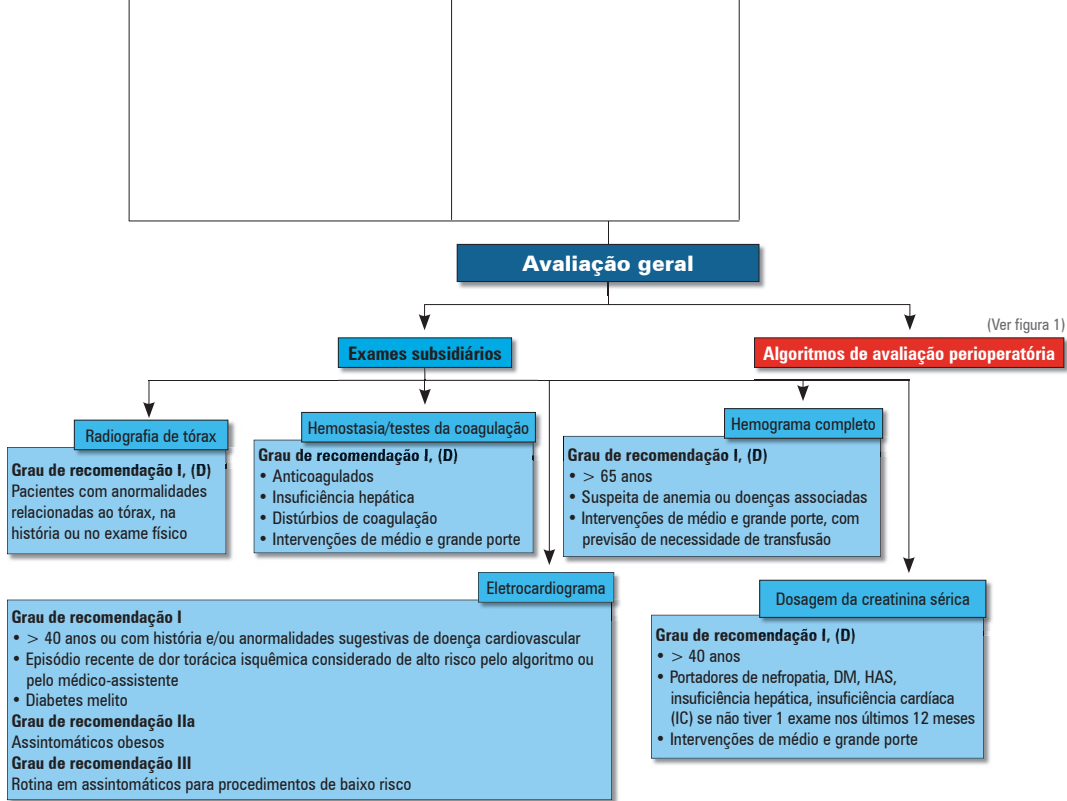 Avaliação geral
(Ver figura 1)
Exames subsidiários
Algoritmos de avaliação perioperatória
Radiografia de tórax
Grau de recomendação I, (D)
Pacientes com anormalidades
relacionadas ao tórax, na
história ou no exame físico
Hemostasia/testes da coagulação
Grau de recomendação I, (D)
• Anticoagulados
• Insuficiência hepática
• Distúrbios de coagulação
• Intervenções de médio e grande porte
Hemograma completo
Grau de recomendação I, (D)
• > 65 anos
• Suspeita de anemia ou doenças associadas
• Intervenções de médio e grande porte, com
previsão de necessidade de transfusão
Eletrocardiograma
Grau de recomendação I
• > 40 anos ou com história e/ou anormalidades sugestivas de doença cardiovascular
• Episódio recente de dor torácica isquêmica considerado de alto risco pelo algoritmo ou
pelo médico-assistente
• Diabetes melito
Grau de recomendação IIa
Assintomáticos obesos
Grau de recomendação III
Rotina em assintomáticos para procedimentos de baixo risco
Dosagem da creatinina sérica
Grau de recomendação I, (D)
• > 40 anos
• Portadores de nefropatia, DM, HAS,
insuficiência hepática, insuficiência cardíaca
(IC) se não tiver 1 exame nos últimos 12 meses
• Intervenções de médio e grande porte